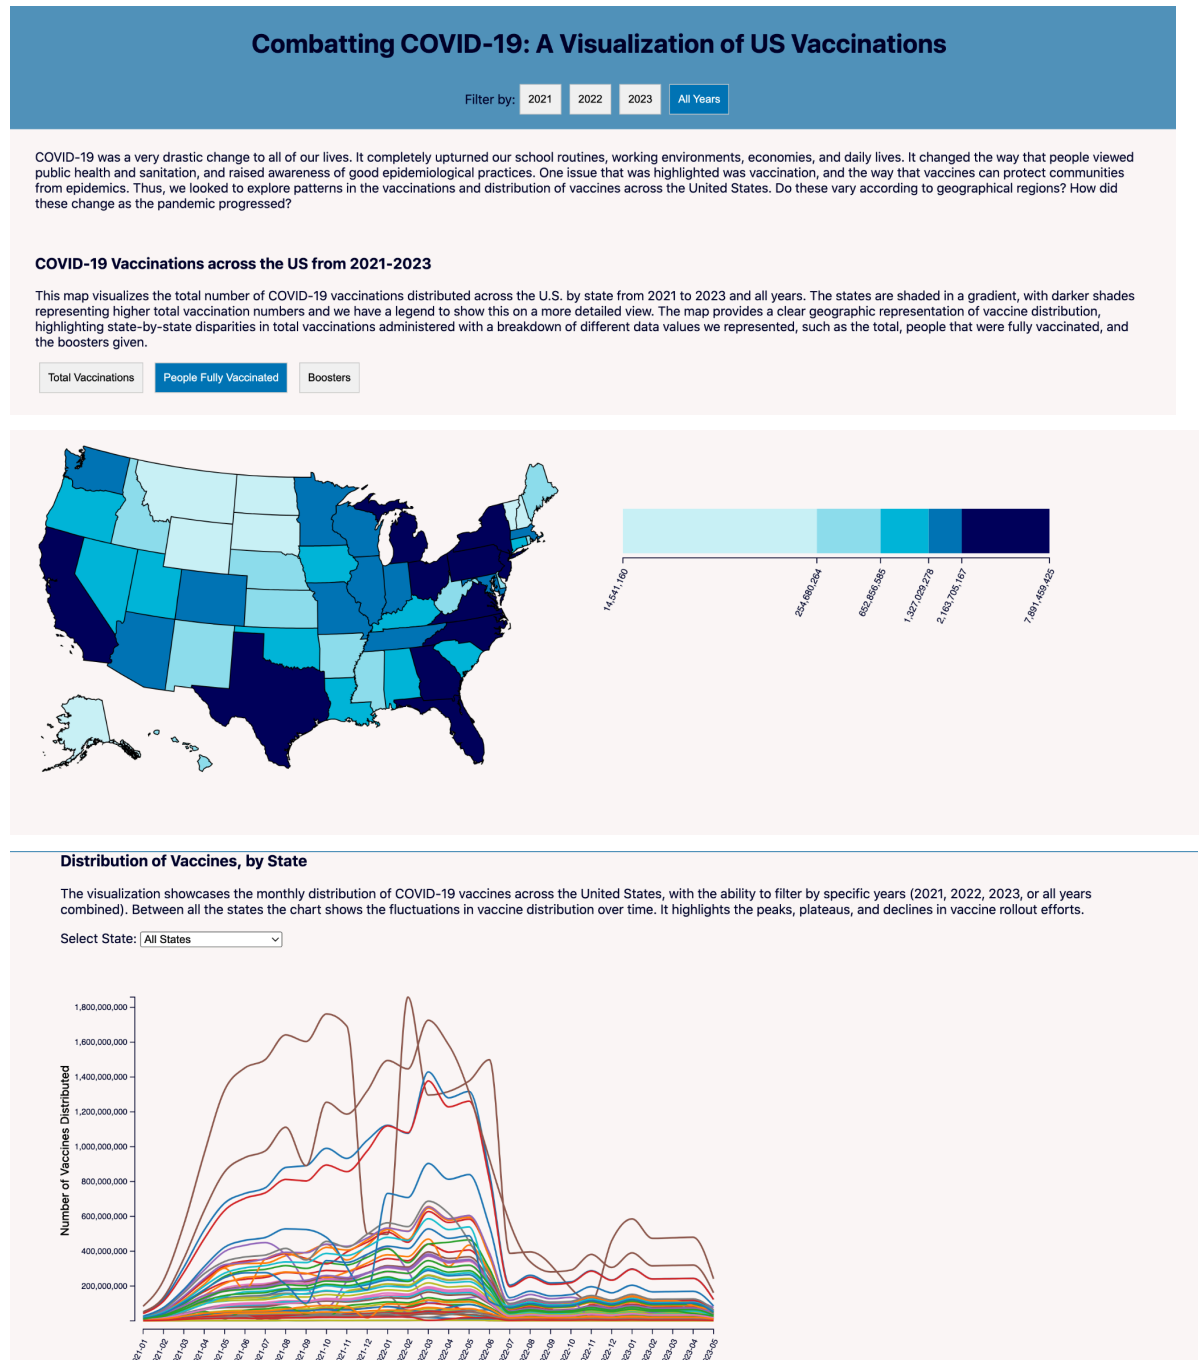 Combatting COVID-19: A Visualization of US Vaccinations
Filter by: 2021 2022 2023 All Years
COVID-19 was a very drastic change to all of our lives. It completely upturned our school routines, working environments, economies, and daily lives. It changed the way that people viewed
public health and sanitation, and raised awareness of good epidemiological practices. One issue that was highlighted was vaccination, and the way that vaccines can protect communities
from epidemics. Thus, we looked to explore patterns in the vaccinations and distribution of vaccines across the United States. Do these vary according to geographical regions? How did
these change as the pandemic progressed?
COVID-19 Vaccinations across the US from 2021-2023
This map visualizes the total number of COVID-19 vaccinations distributed across the U.S. by state from 2021 to 2023 and all years. The states are shaded in a gradient, with darker shades
representing higher total vaccination numbers and we have a legend to show this on a more detailed view. The map provides a clear geographic representation of vaccine distribution,
highlighting state-by-state disparities in total vaccinations administered with a breakdown of different data values we represented, such as the total, people that were fully vaccinated, and
the boosters given.
Total Vaccinations People Fully Vaccinated Boosters
14,541,160
254,680,264
652,856,585
1,327,029,278
2,163,705,167
7,891,459,425
Distribution of Vaccines, by State
The visualization showcases the monthly distribution of COVID-19 vaccines across the United States, with the ability to filter by specific years (2021, 2022, 2023, or all years
combined). Between all the states the chart shows the fluctuations in vaccine distribution over time. It highlights the peaks, plateaus, and declines in vaccine rollout efforts.
Select State: All States
Number of Vaccines Distributed
1,800,000,000
1,600,000,000
1,400,000,000
1,200,000,000
1,000,000,000
800,000,000
600,000,000
400,000,000
200,000,000